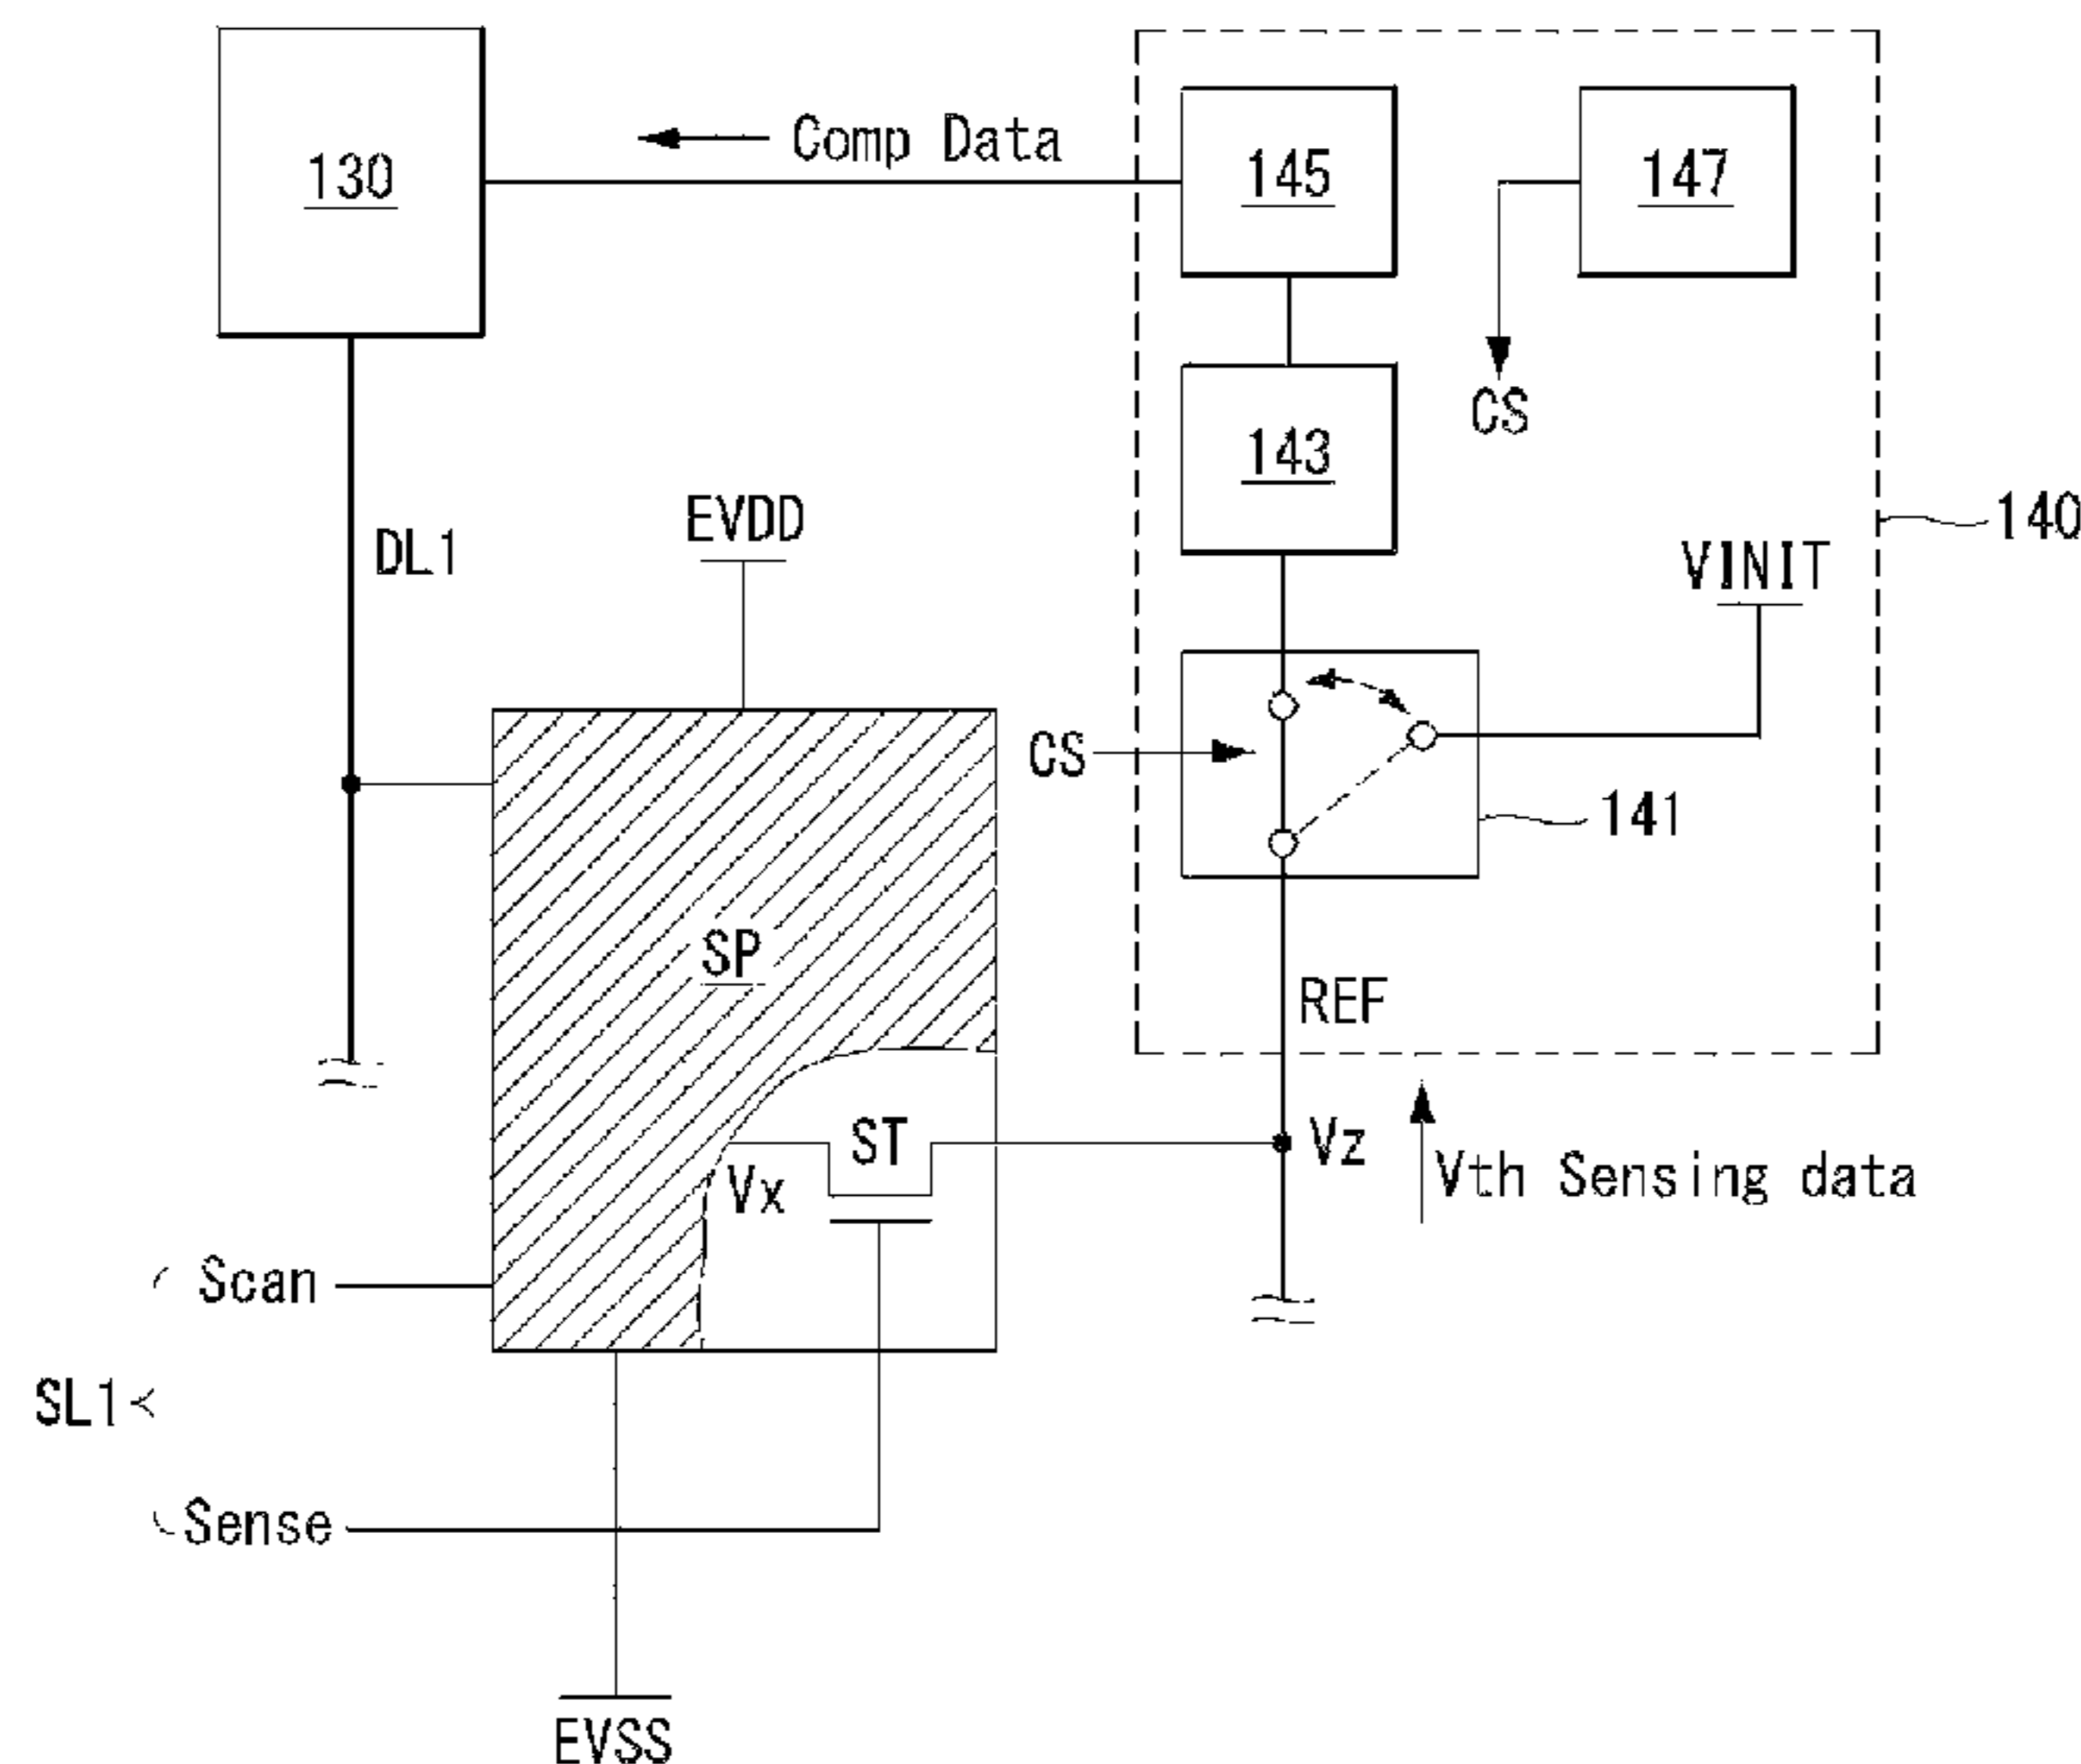 130
Comp Data
145
147
CS
143
EVDD
DL1
140
VINIT
CS
141
SP
REF
ST
Vz
Vx
Vth Sensing data
Scan
SL1
Sense
EVSS